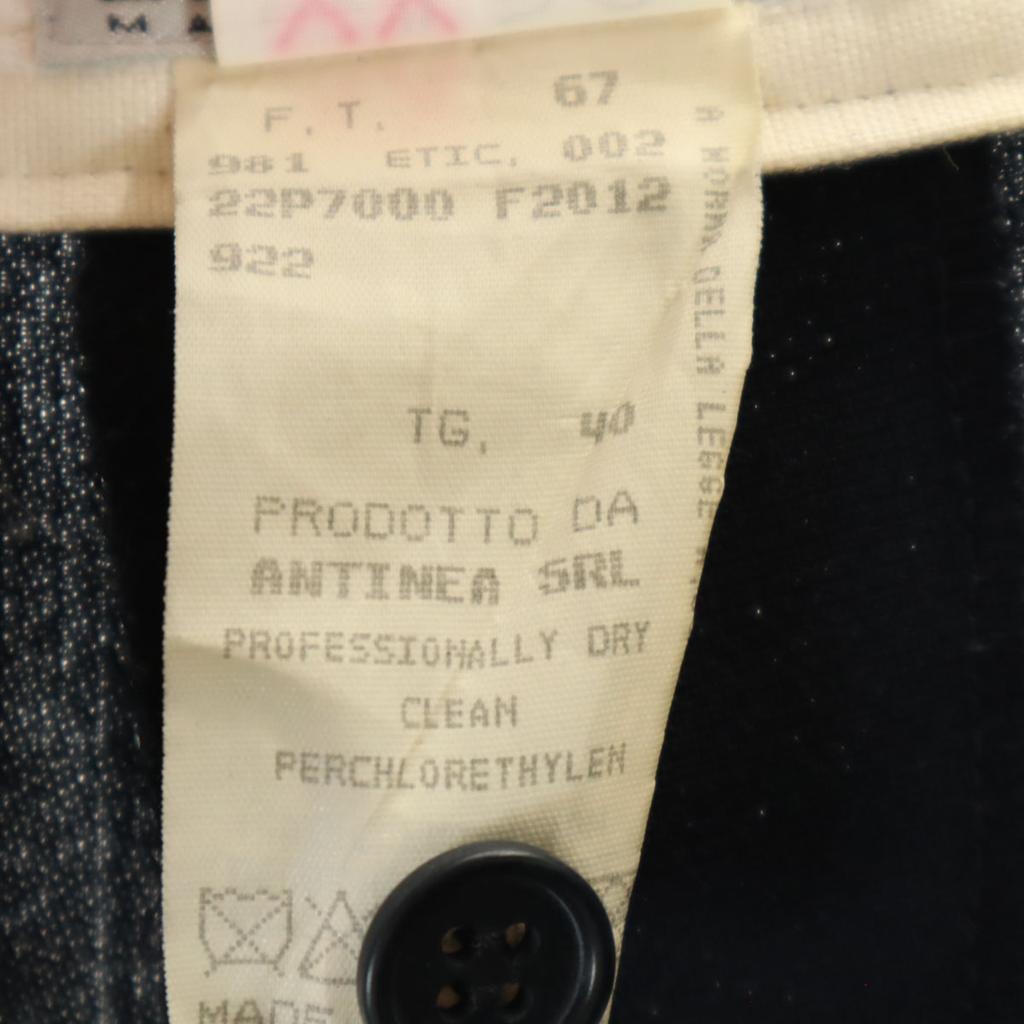 F. T. 67
981 ETIC. 002
22P7000 F2012
922
TG. 40
PRODOTTO DA
ANTINEA SRL
PROFESSIONALLY DRY
CLEAN
PERCHLORETHYLEN
MADE
A NORMA DELLA LEGGE
M